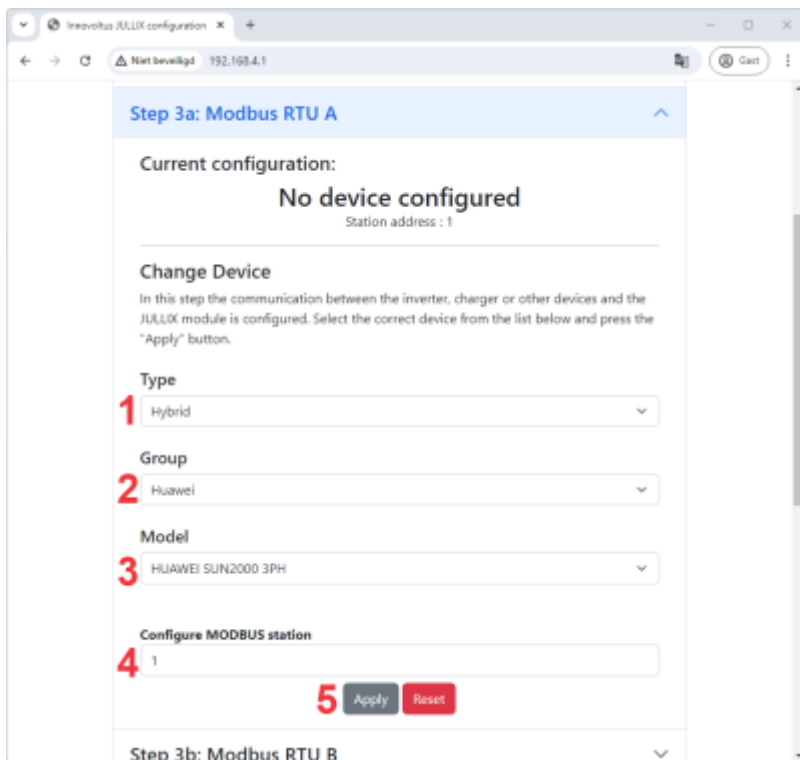 Innovoltus JULLIX configuration
Niet beveiligd 192.168.4.1
Gast
Step 3a: Modbus RTU A
Current configuration:
No device configured
Station address : 1
Change Device
In this step the communication between the inverter, charger or other devices and the
JULLIX module is configured. Select the correct device from the list below and press the
"Apply" button.
Type
1 Hybrid
Group
2 Huawei
Model
3 HUAWEI SUN2000 3PH
Configure MODBUS station
4 1
5 Apply Reset
Step 3b: Modbus RTU B